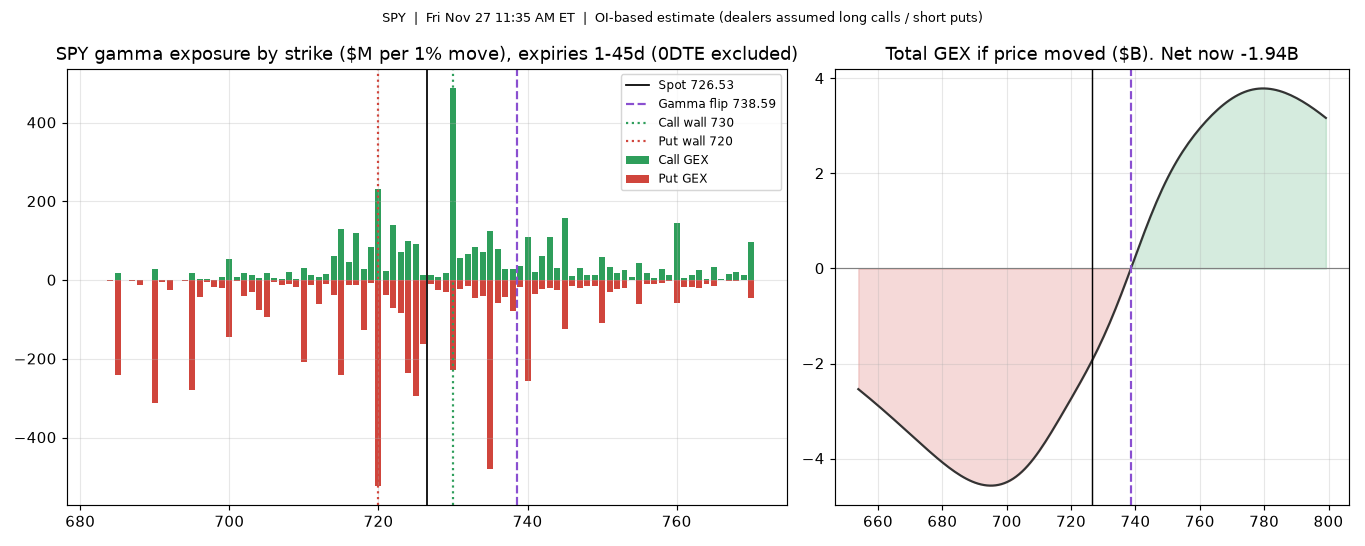 SPY | Fri Nov 27 11:35 AM ET | OI-based estimate (dealers assumed long calls / short puts)
SPY gamma exposure by strike ($M per 1% move), expiries 1-45d (0DTE excluded)
Spot 726.53
Gamma flip 738.59
Call wall 730
Put wall 720
Call GEX
Put GEX
400
200
0
−200
−400
680
700
720
740
760
Total GEX if price moved ($B). Net now -1.94B
4
2
0
−2
−4
660
680
700
720
740
760
780
800